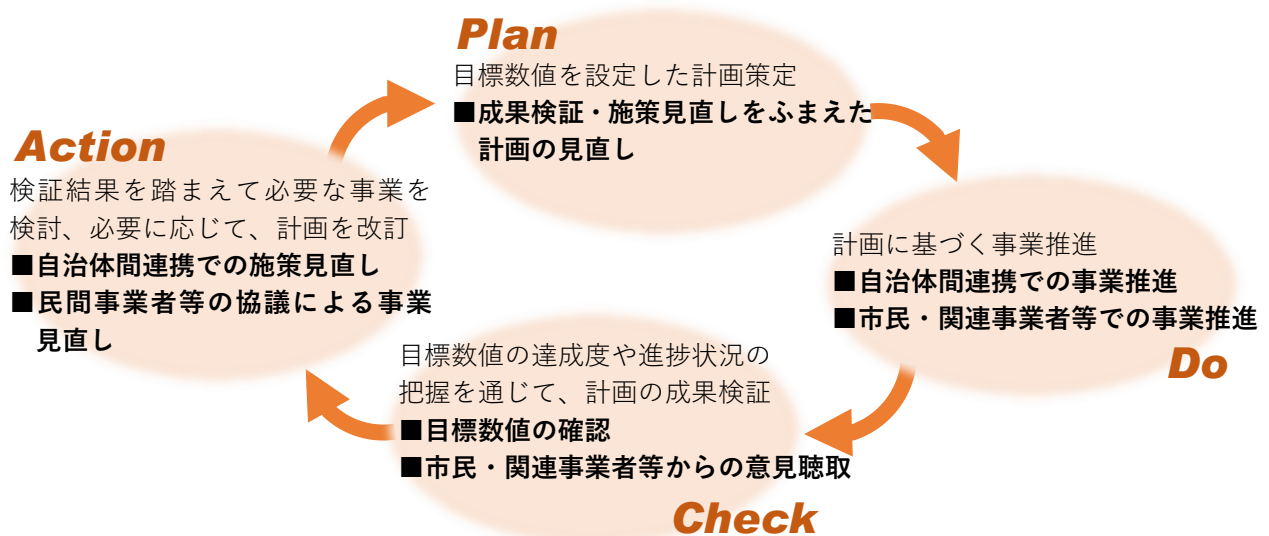 Plan
目標数値を設定した計画策定
■成果検証・施策見直しをふまえた
計画の見直し
Action
検証結果を踏まえて必要な事業を
検討、必要に応じて、計画を改訂
■自治体間連携での施策見直し
■民間事業者等の協議による事業
見直し
計画に基づく事業推進
■自治体間連携での事業推進
■市民・関連事業者等での事業推進
Do
目標数値の達成度や進捗状況の
把握を通じて、計画の成果検証
■目標数値の確認
■市民・関連事業者等からの意見聴取
Check